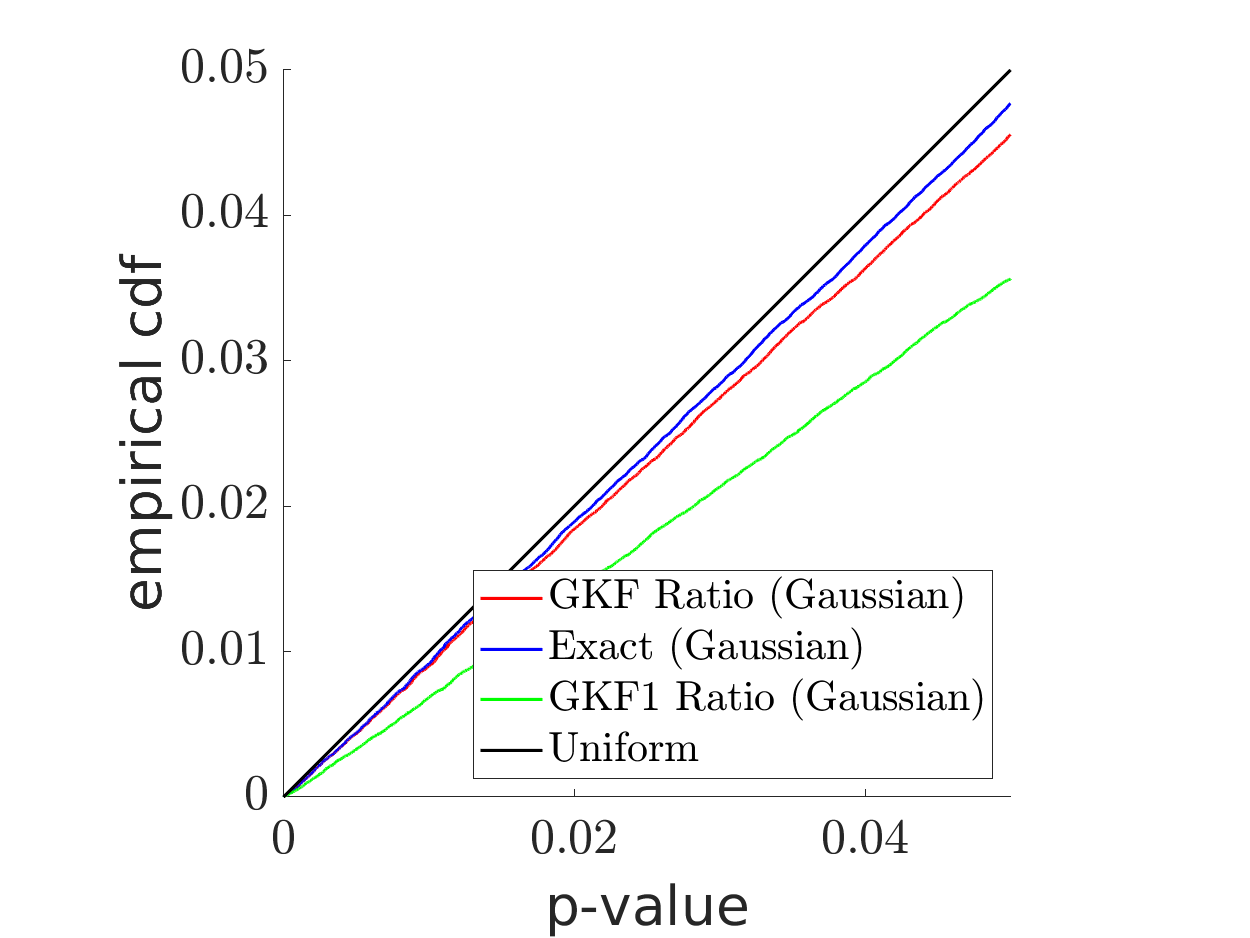 0.05
0.04
0.03
0.02
0.01
0
empirical cdf
GKF Ratio (Gaussian)
Exact (Gaussian)
GKF1 Ratio (Gaussian)
Uniform
0 0.02 0.04
p-value